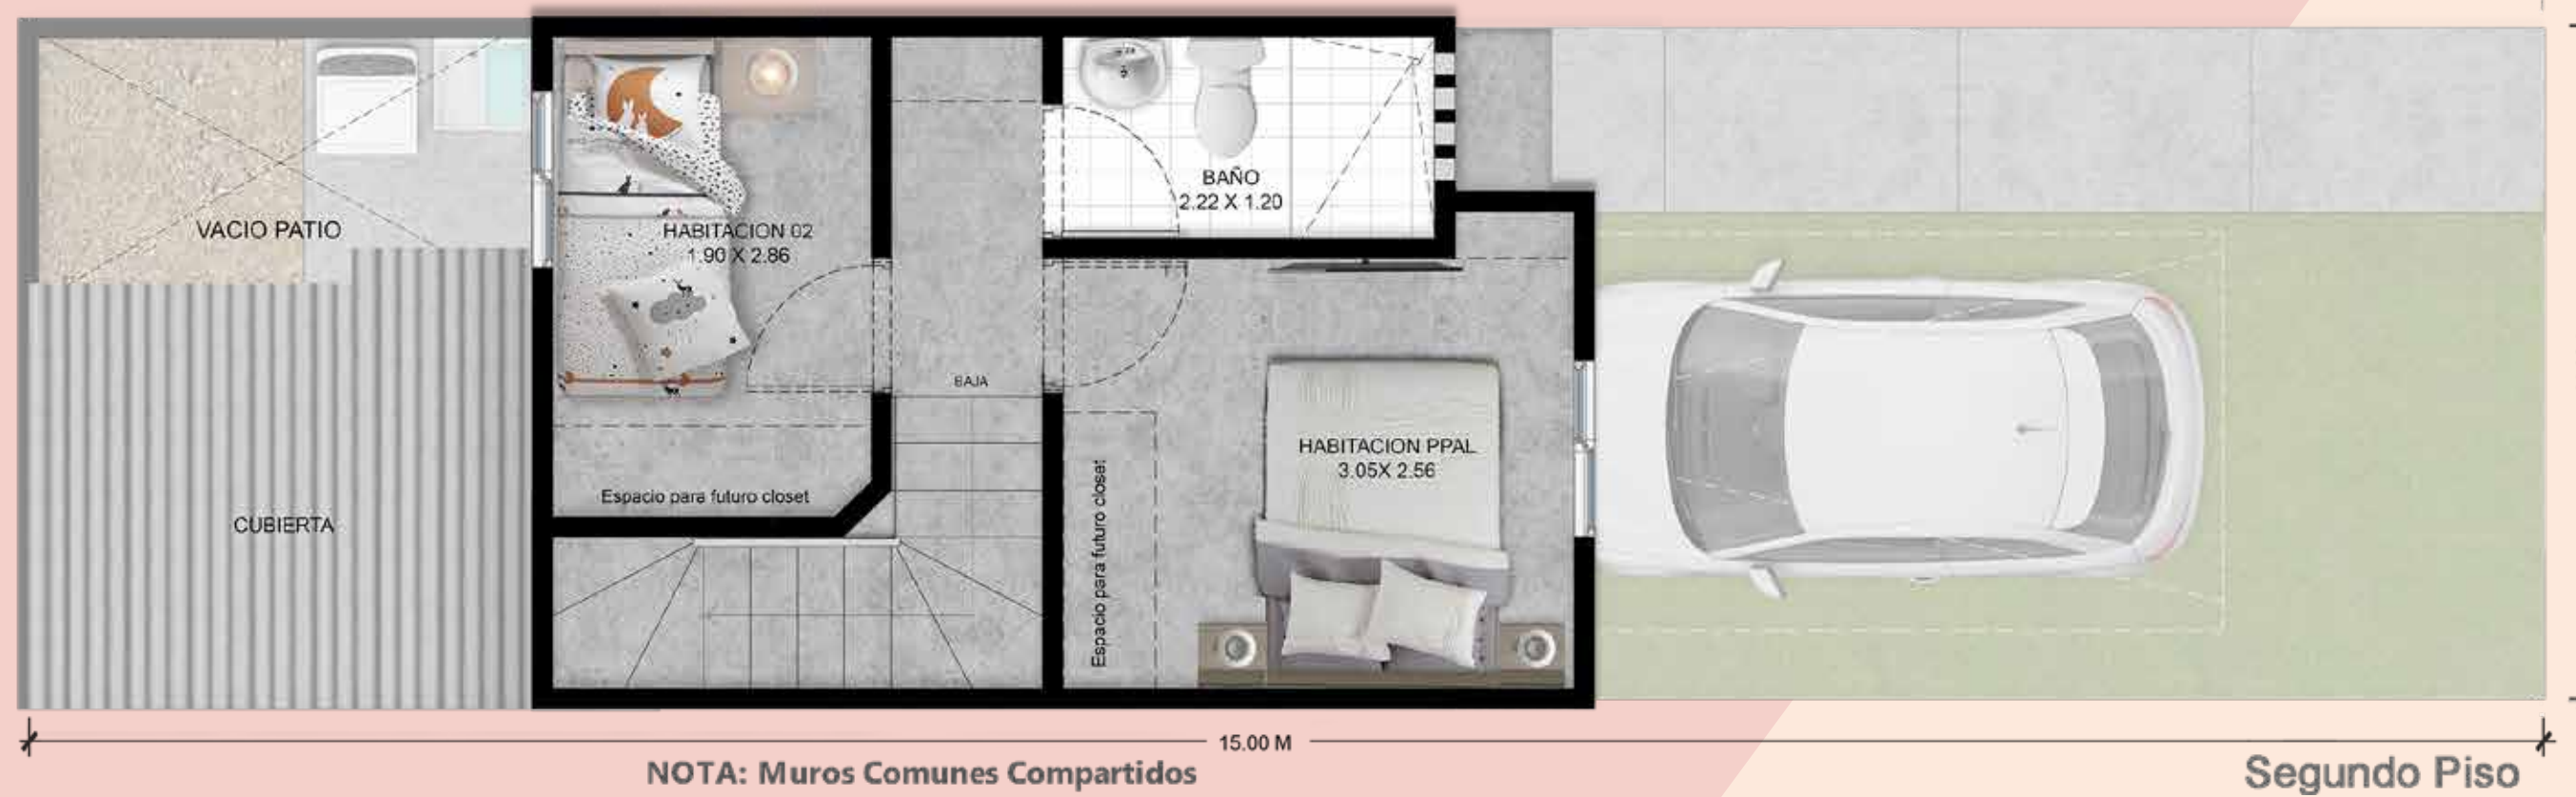 VACIO PATIO
CUBIERTA
HABITACION 02
1.90 X 2.86
Espacio para futuro closet
BAJA
BAÑO
2.22 X 1.20
HABITACION PPAL
3.05X 2.56
Espacio para futuro closet
15.00 M
NOTA: Muros Comunes Compartidos
Segundo Piso